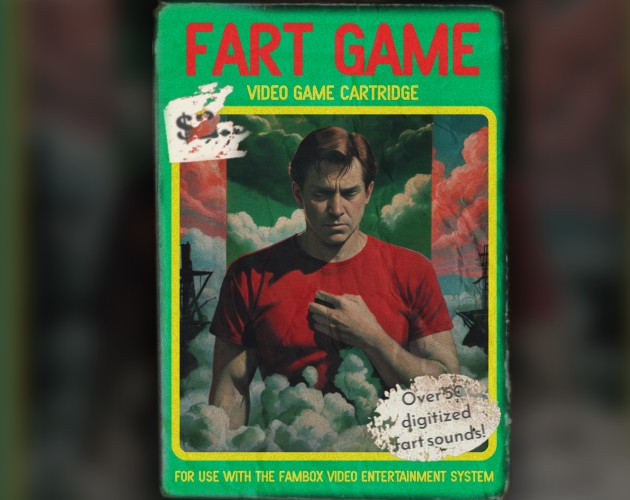 FART GAME
VIDEO GAME CARTRIDGE
Over 50
digitized
fart sounds!
FOR USE WITH THE FAMBOX VIDEO ENTERTAINMENT SYSTEM